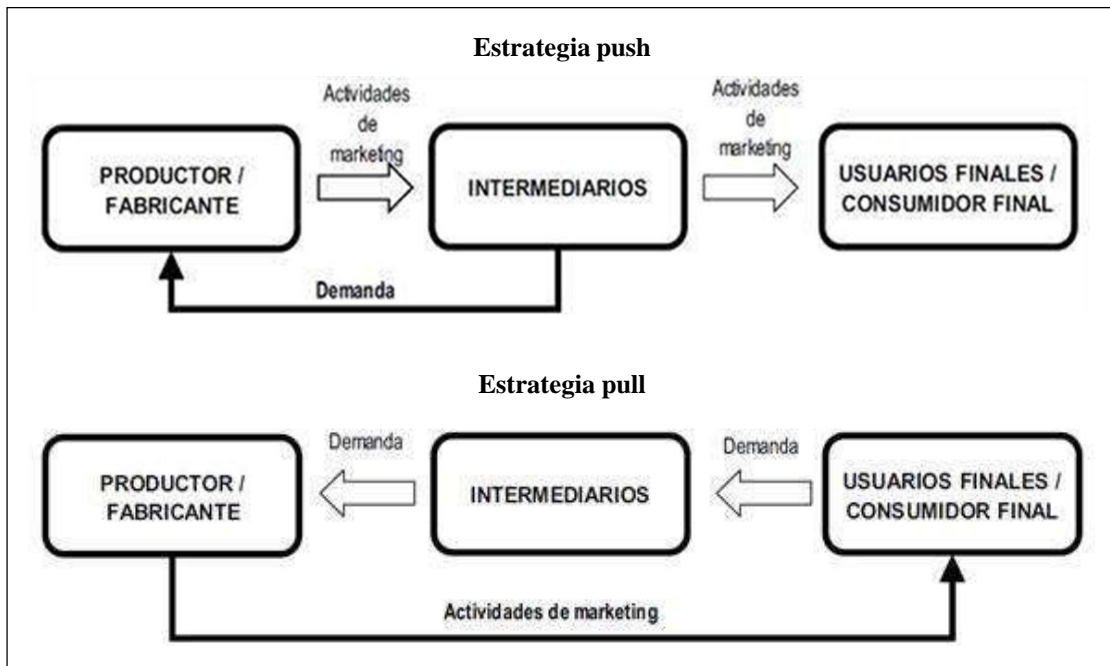 Estrategia push
Actividades
de
marketing
Actividades
de
marketing
PRODUCTOR /
FABRICANTE
INTERMEDIARIOS
USUARIOS FINALES /
CONSUMIDOR FINAL
Demanda
Estrategia pull
Demanda
Demanda
PRODUCTOR /
FABRICANTE
INTERMEDIARIOS
USUARIOS FINALES /
CONSUMIDOR FINAL
Actividades de marketing